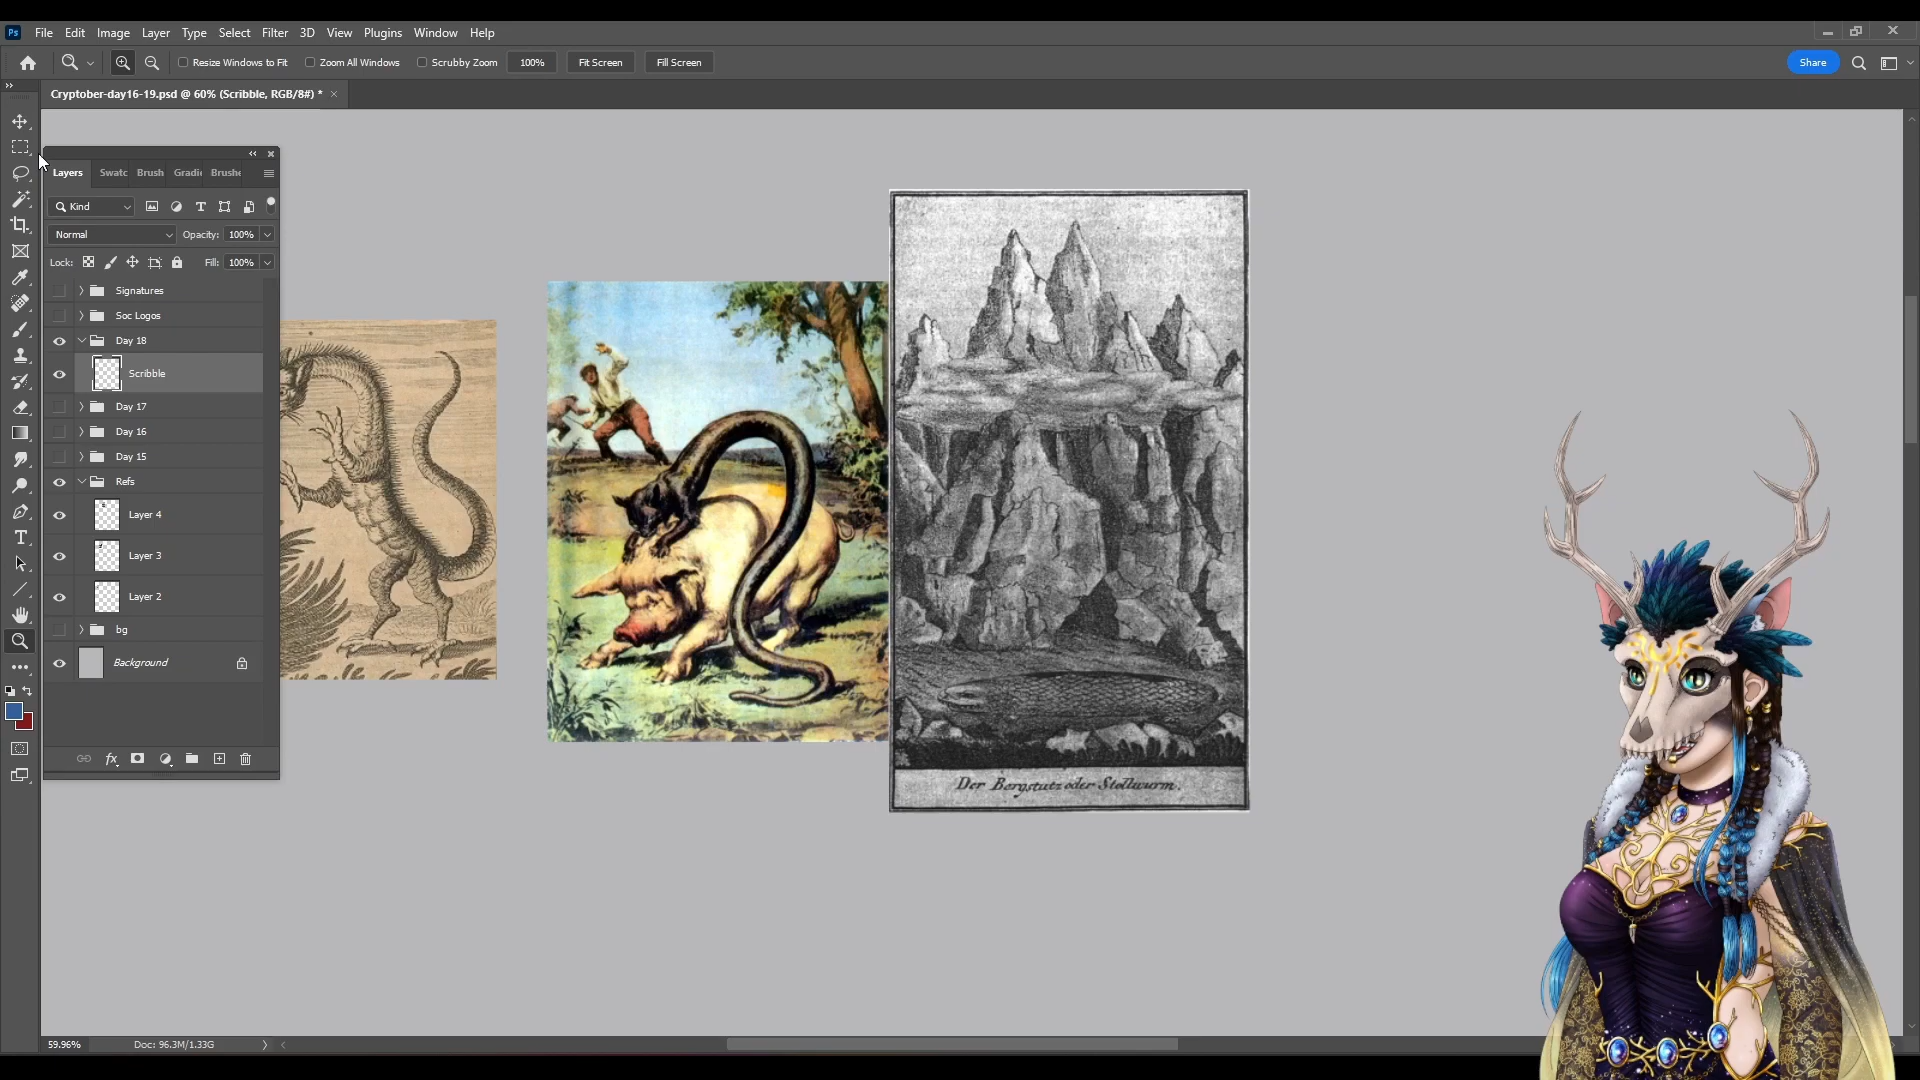 Ps File Edit Image Layer Type Select Filter 3D View Plugins Window Help
Resize Windows to Fit Zoom All Windows Scrubby Zoom 100% Fit Screen Fill Screen Share
Cryptober-day16-19.psd @ 60% (Scribble, RGB/8#) * ×
Layers Swatc Brush Gradi Brushe
Kind
Normal Opacity: 100%
Lock: Fill: 100%
Signatures
Soc Logos
Day 18
Scribble
Day 17
Day 16
Day 15
Refs
Layer 4
Layer 3
Layer 2
bg
Background
fx
Der Bergstutz oder Stollwurm.
59.96% Doc: 96.3M/1.33G